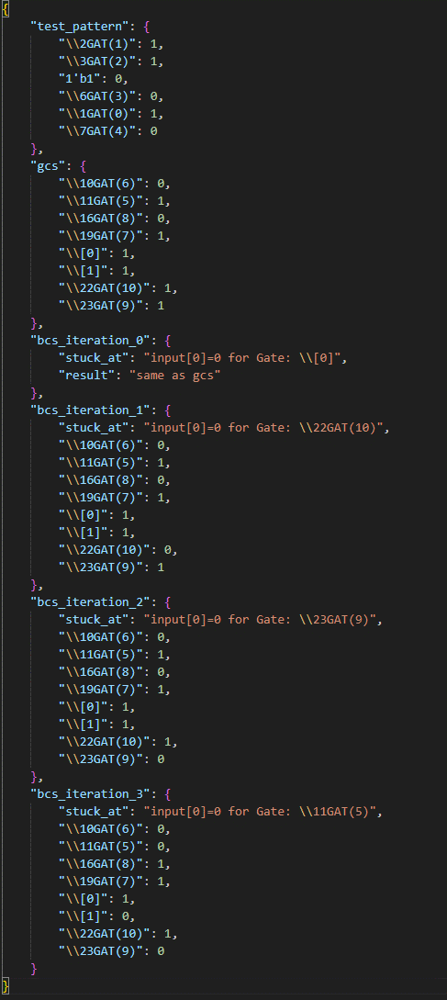 {
"test_pattern": {
"\\2GAT(1)": 1,
"\\3GAT(2)": 1,
"1'b1": 0,
"\\6GAT(3)": 0,
"\\1GAT(0)": 1,
"\\7GAT(4)": 0
},
"gcs": {
"\\10GAT(6)": 0,
"\\11GAT(5)": 1,
"\\16GAT(8)": 0,
"\\19GAT(7)": 1,
"\\[0]": 1,
"\\[1]": 1,
"\\22GAT(10)": 1,
"\\23GAT(9)": 1
},
"bcs_iteration_0": {
"stuck_at": "input[0]=0 for Gate: \\[0]",
"result": "same as gcs"
},
"bcs_iteration_1": {
"stuck_at": "input[0]=0 for Gate: \\22GAT(10)",
"\\10GAT(6)": 0,
"\\11GAT(5)": 1,
"\\16GAT(8)": 0,
"\\19GAT(7)": 1,
"\\[0]": 1,
"\\[1]": 1,
"\\22GAT(10)": 0,
"\\23GAT(9)": 1
},
"bcs_iteration_2": {
"stuck_at": "input[0]=0 for Gate: \\23GAT(9)",
"\\10GAT(6)": 0,
"\\11GAT(5)": 1,
"\\16GAT(8)": 0,
"\\19GAT(7)": 1,
"\\[0]": 1,
"\\[1]": 1,
"\\22GAT(10)": 1,
"\\23GAT(9)": 0
},
"bcs_iteration_3": {
"stuck_at": "input[0]=0 for Gate: \\11GAT(5)",
"\\10GAT(6)": 0,
"\\11GAT(5)": 0,
"\\16GAT(8)": 1,
"\\19GAT(7)": 1,
"\\[0]": 1,
"\\[1]": 0,
"\\22GAT(10)": 1,
"\\23GAT(9)": 0
}
}